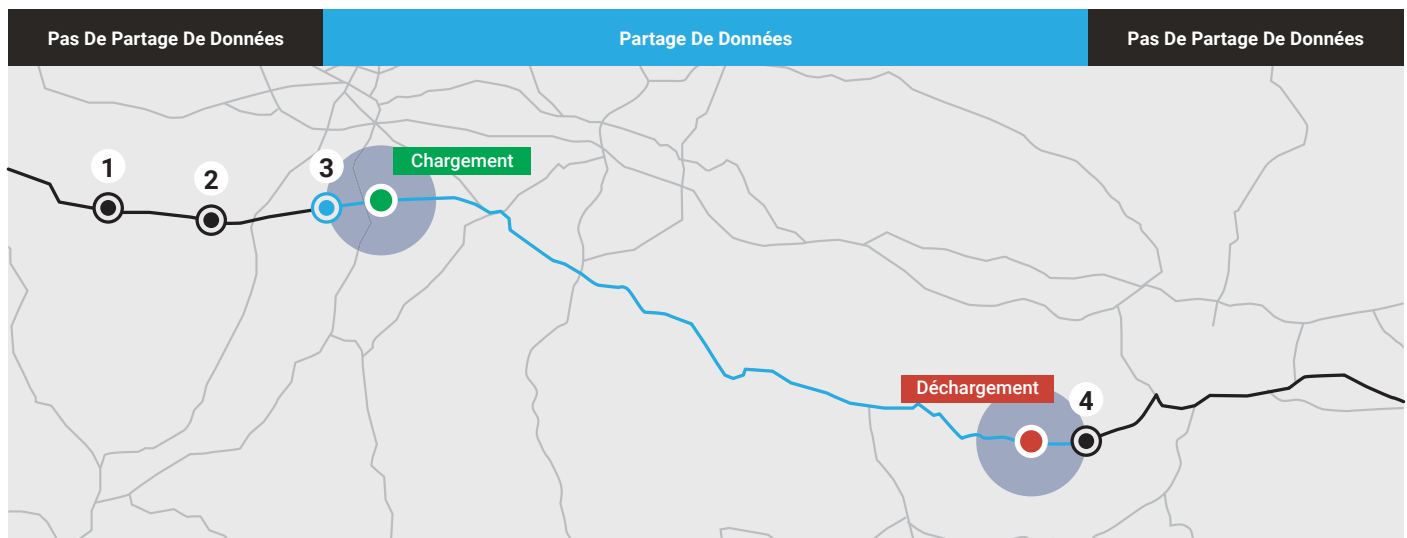 Pas De Partage De Données
Partage De Données
Pas De Partage De Données
1
2
3
Chargement
Déchargement
4